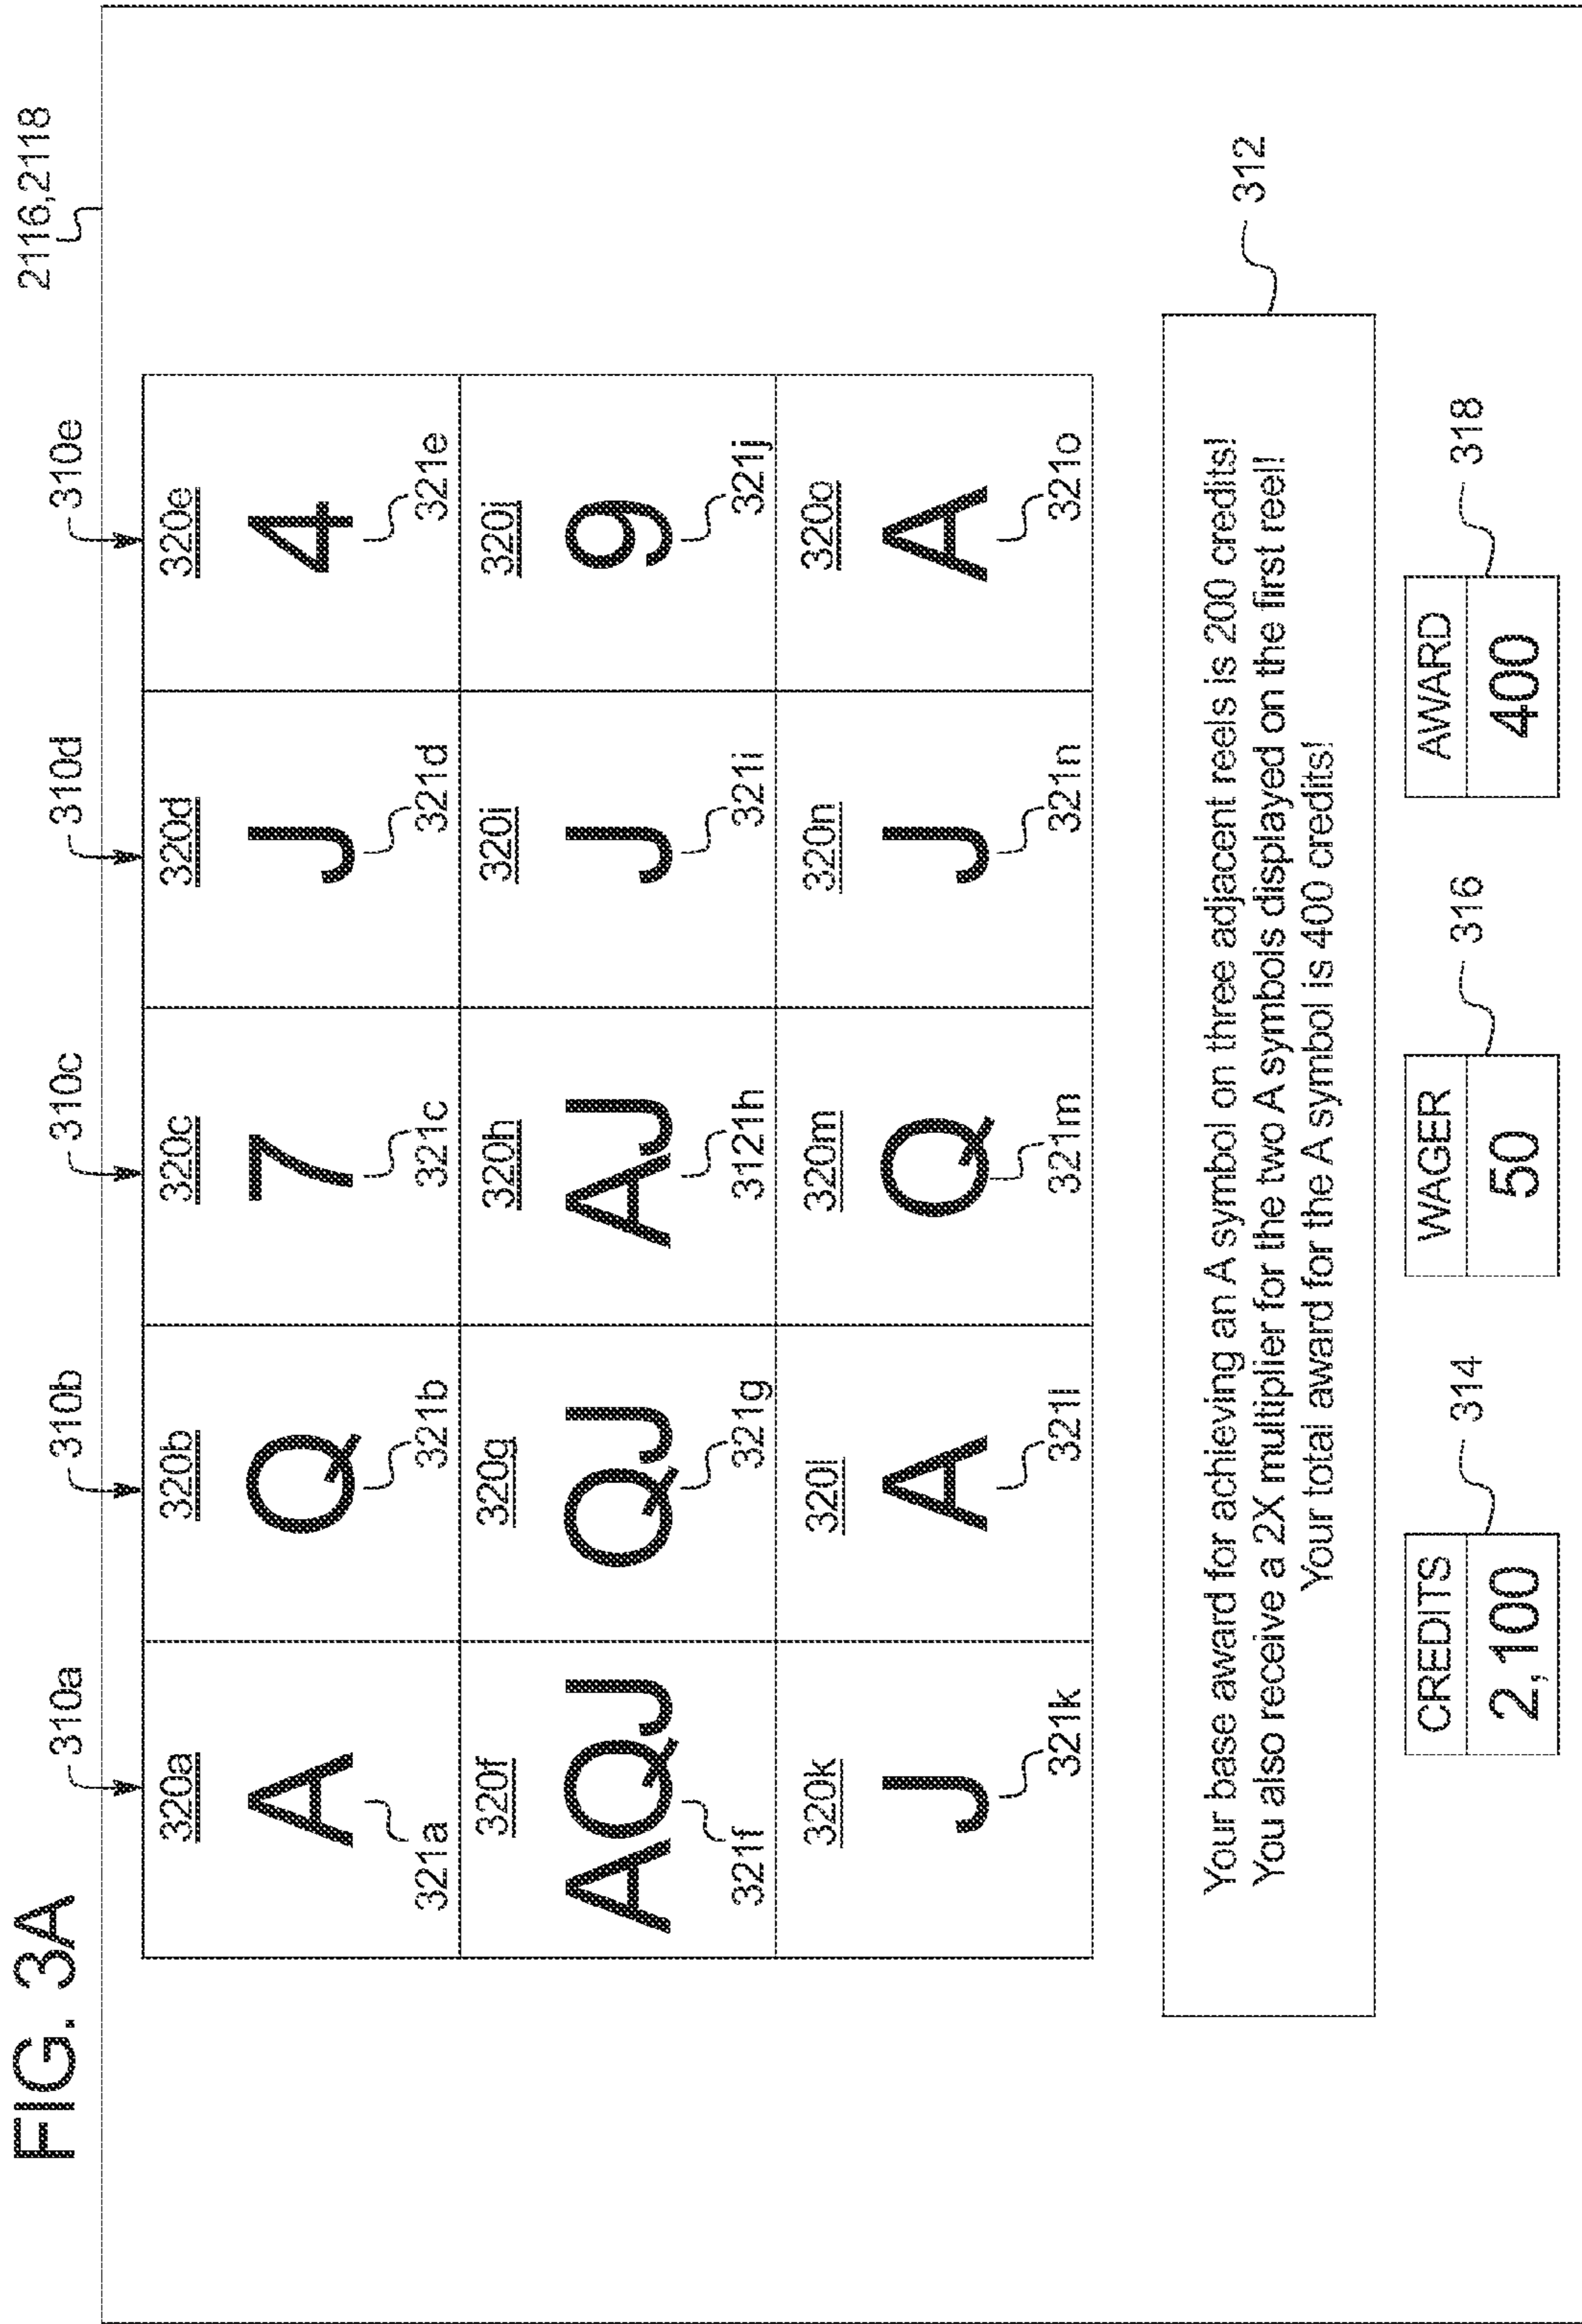 FIG. 3A
2116,2118
310a 310b 310c 310d 310e
320a 320b 320c 320d 320e
A Q 7 J 4
321a 321b 321c 321d 321e
320f 320g 320h 320i 320j
AQJ QJ AJ J 9
321f 321g 3121h 321i 321j
320k 320l 320m 320n 320o
J A Q J A
321k 321l 321m 321n 321o
312
Your base award for achieving an A symbol on three adjacent reels is 200 credits!
You also receive a 2X multiplier for the two A symbols displayed on the first reel!
Your total award for the A symbol is 400 credits!
314 316 318
CREDITS WAGER AWARD
2,100 50 400